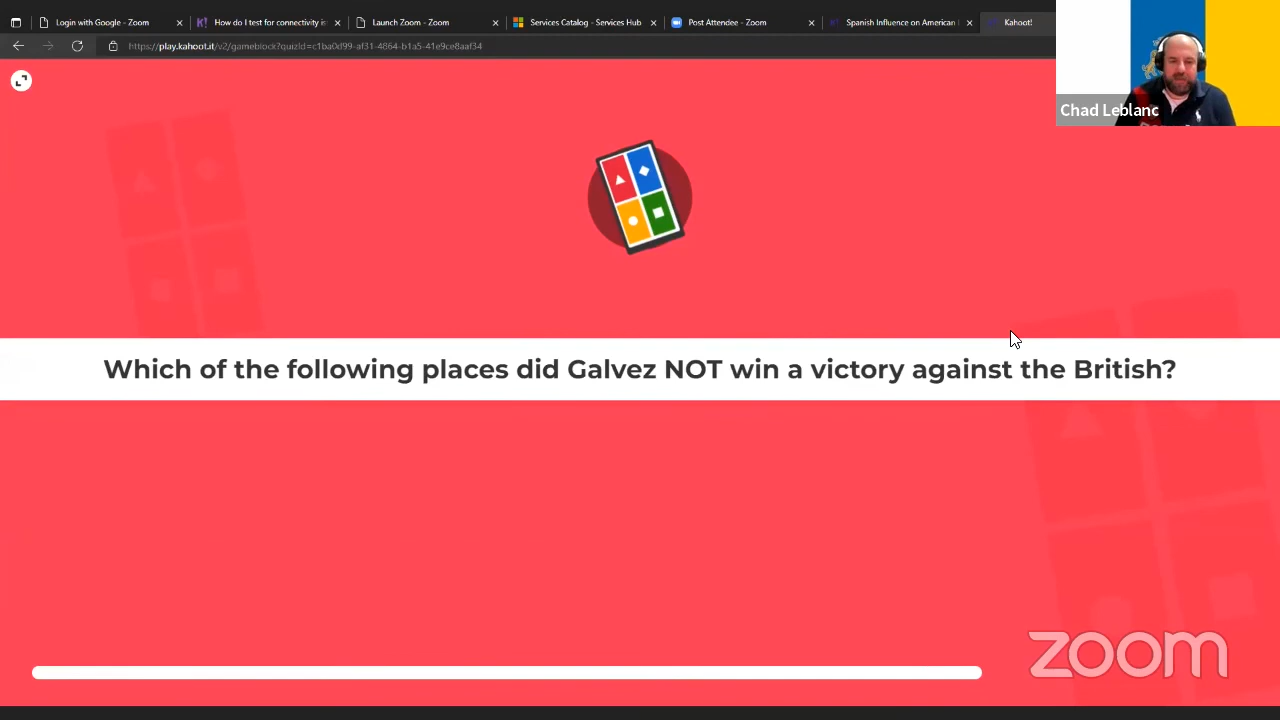 Login with Google - Zoom
How do I test for connectivity is
Launch Zoom - Zoom
Services Catalog - Services Hub
Post Attendee - Zoom
Spanish Influence on American
Kahoot!
https://play.kahoot.it/v2/gameblock?quizId=c1ba0d99-af31-4864-b1a5-41e9ce8aaf34
Chad Leblanc
Which of the following places did Galvez NOT win a victory against the British?
zoom